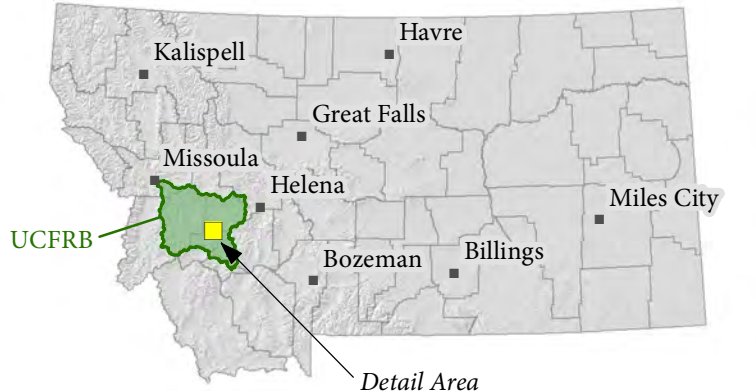 Havre
Kalispell
Great Falls
Missoula
Helena
Miles City
UCFRB
Billings
Bozeman
Detail Area